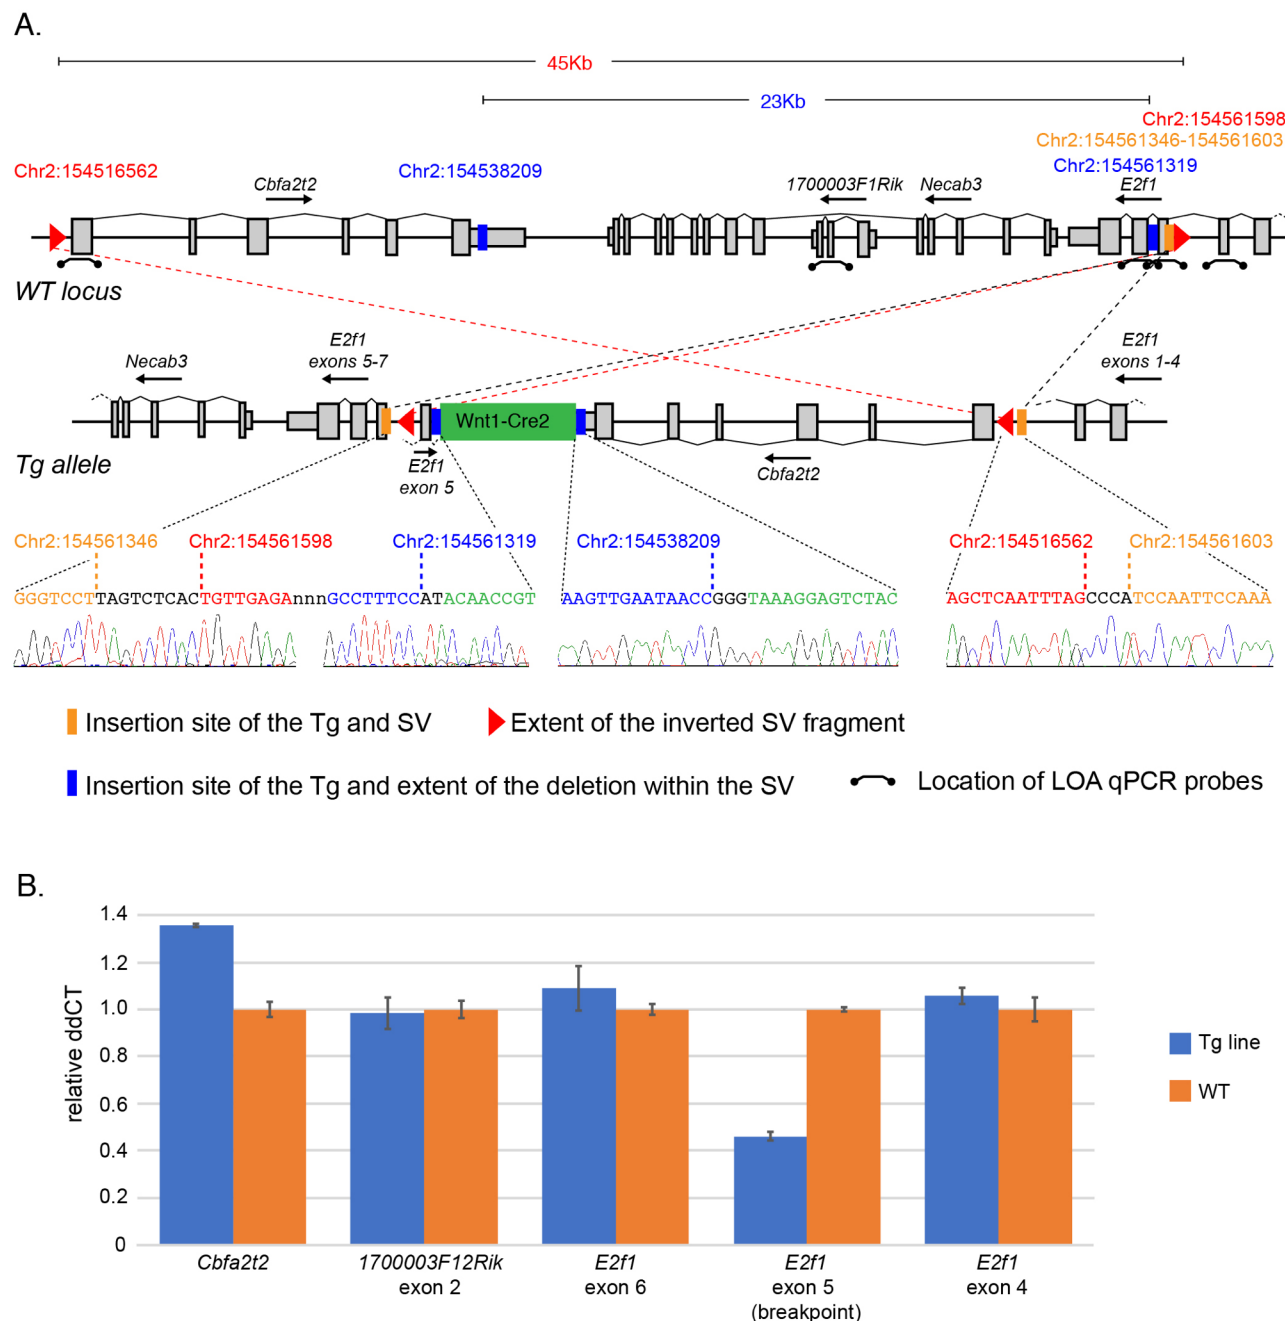 A.
45Kb
23Kb
Chr2:154561598
Chr2:154561346-154561603
Chr2:154516562
Chr2:154538209
Chr2:154561319
Cbfa2t2
1700003F1Rik
Necab3
E2f1
WT locus
Necab3
E2f1
exons 5-7
E2f1
exons 1-4
Wnt1-Cre2
Tg allele
E2f1
exon 5
Cbfa2t2
Chr2:154561346
Chr2:154561598
Chr2:154561319
Chr2:154538209
Chr2:154516562
Chr2:154561603
GGGTCCTTAGTCTCACTGTTGAGAnnnGCCTTTCCATACAACCGT
AAGTTGAATAACCGGGTAAAGGAGTCTAC
AGCTCAATTTAGCCCATCCAATTCCAAA
Insertion site of the Tg and SV
Extent of the inverted SV fragment
Insertion site of the Tg and extent of the deletion within the SV
Location of LOA qPCR probes
B.
relative ddCT
1.4
1.2
1.0
0.8
0.6
0.4
0.2
0
Cbfa2t2
1700003F12Rik
exon 2
E2f1
exon 6
E2f1
exon 5
(breakpoint)
E2f1
exon 4
Tg line
WT